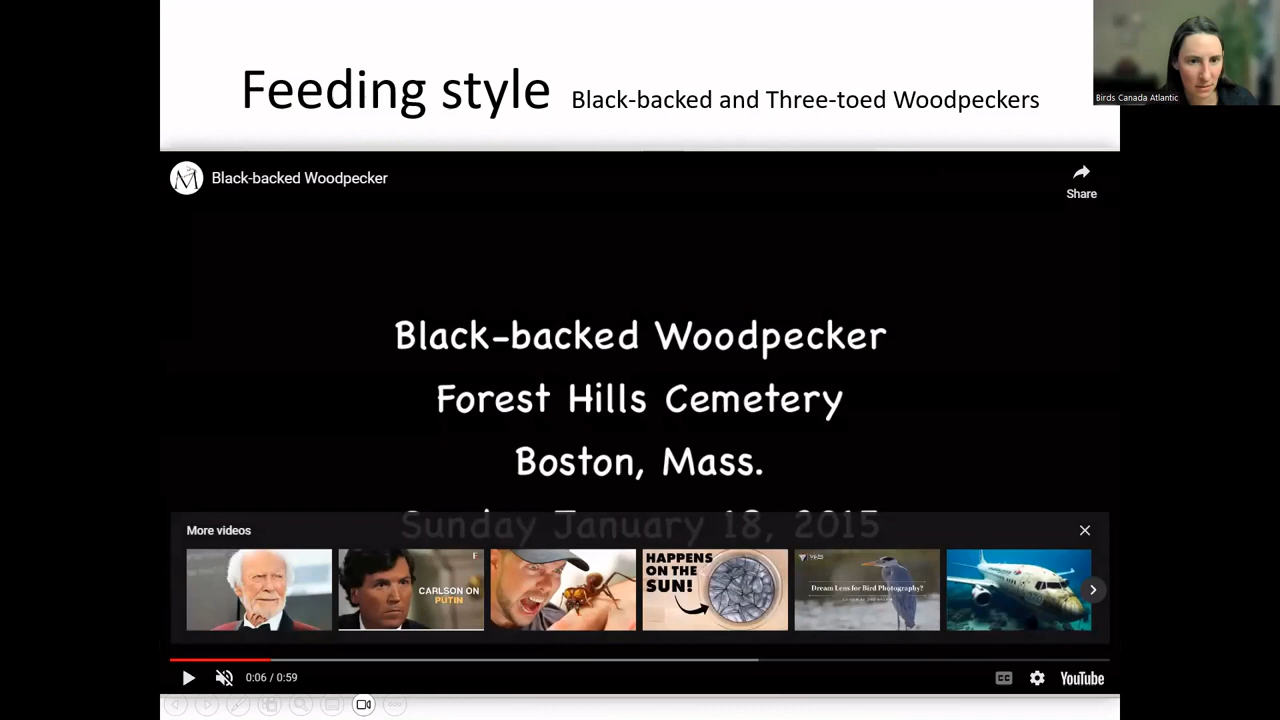 Feeding style Black-backed and Three-toed Woodpeckers
Birds Canada Atlantic
Black-backed Woodpecker
Share
Black-backed Woodpecker
Forest Hills Cemetery
Boston, Mass.
Sunday January 18, 2015
More videos
CARLSON ON
PUTIN
HAPPENS
ON THE
SUN!
Dream Lens for Bird Photography?
0:06 / 0:59
CC
YouTube